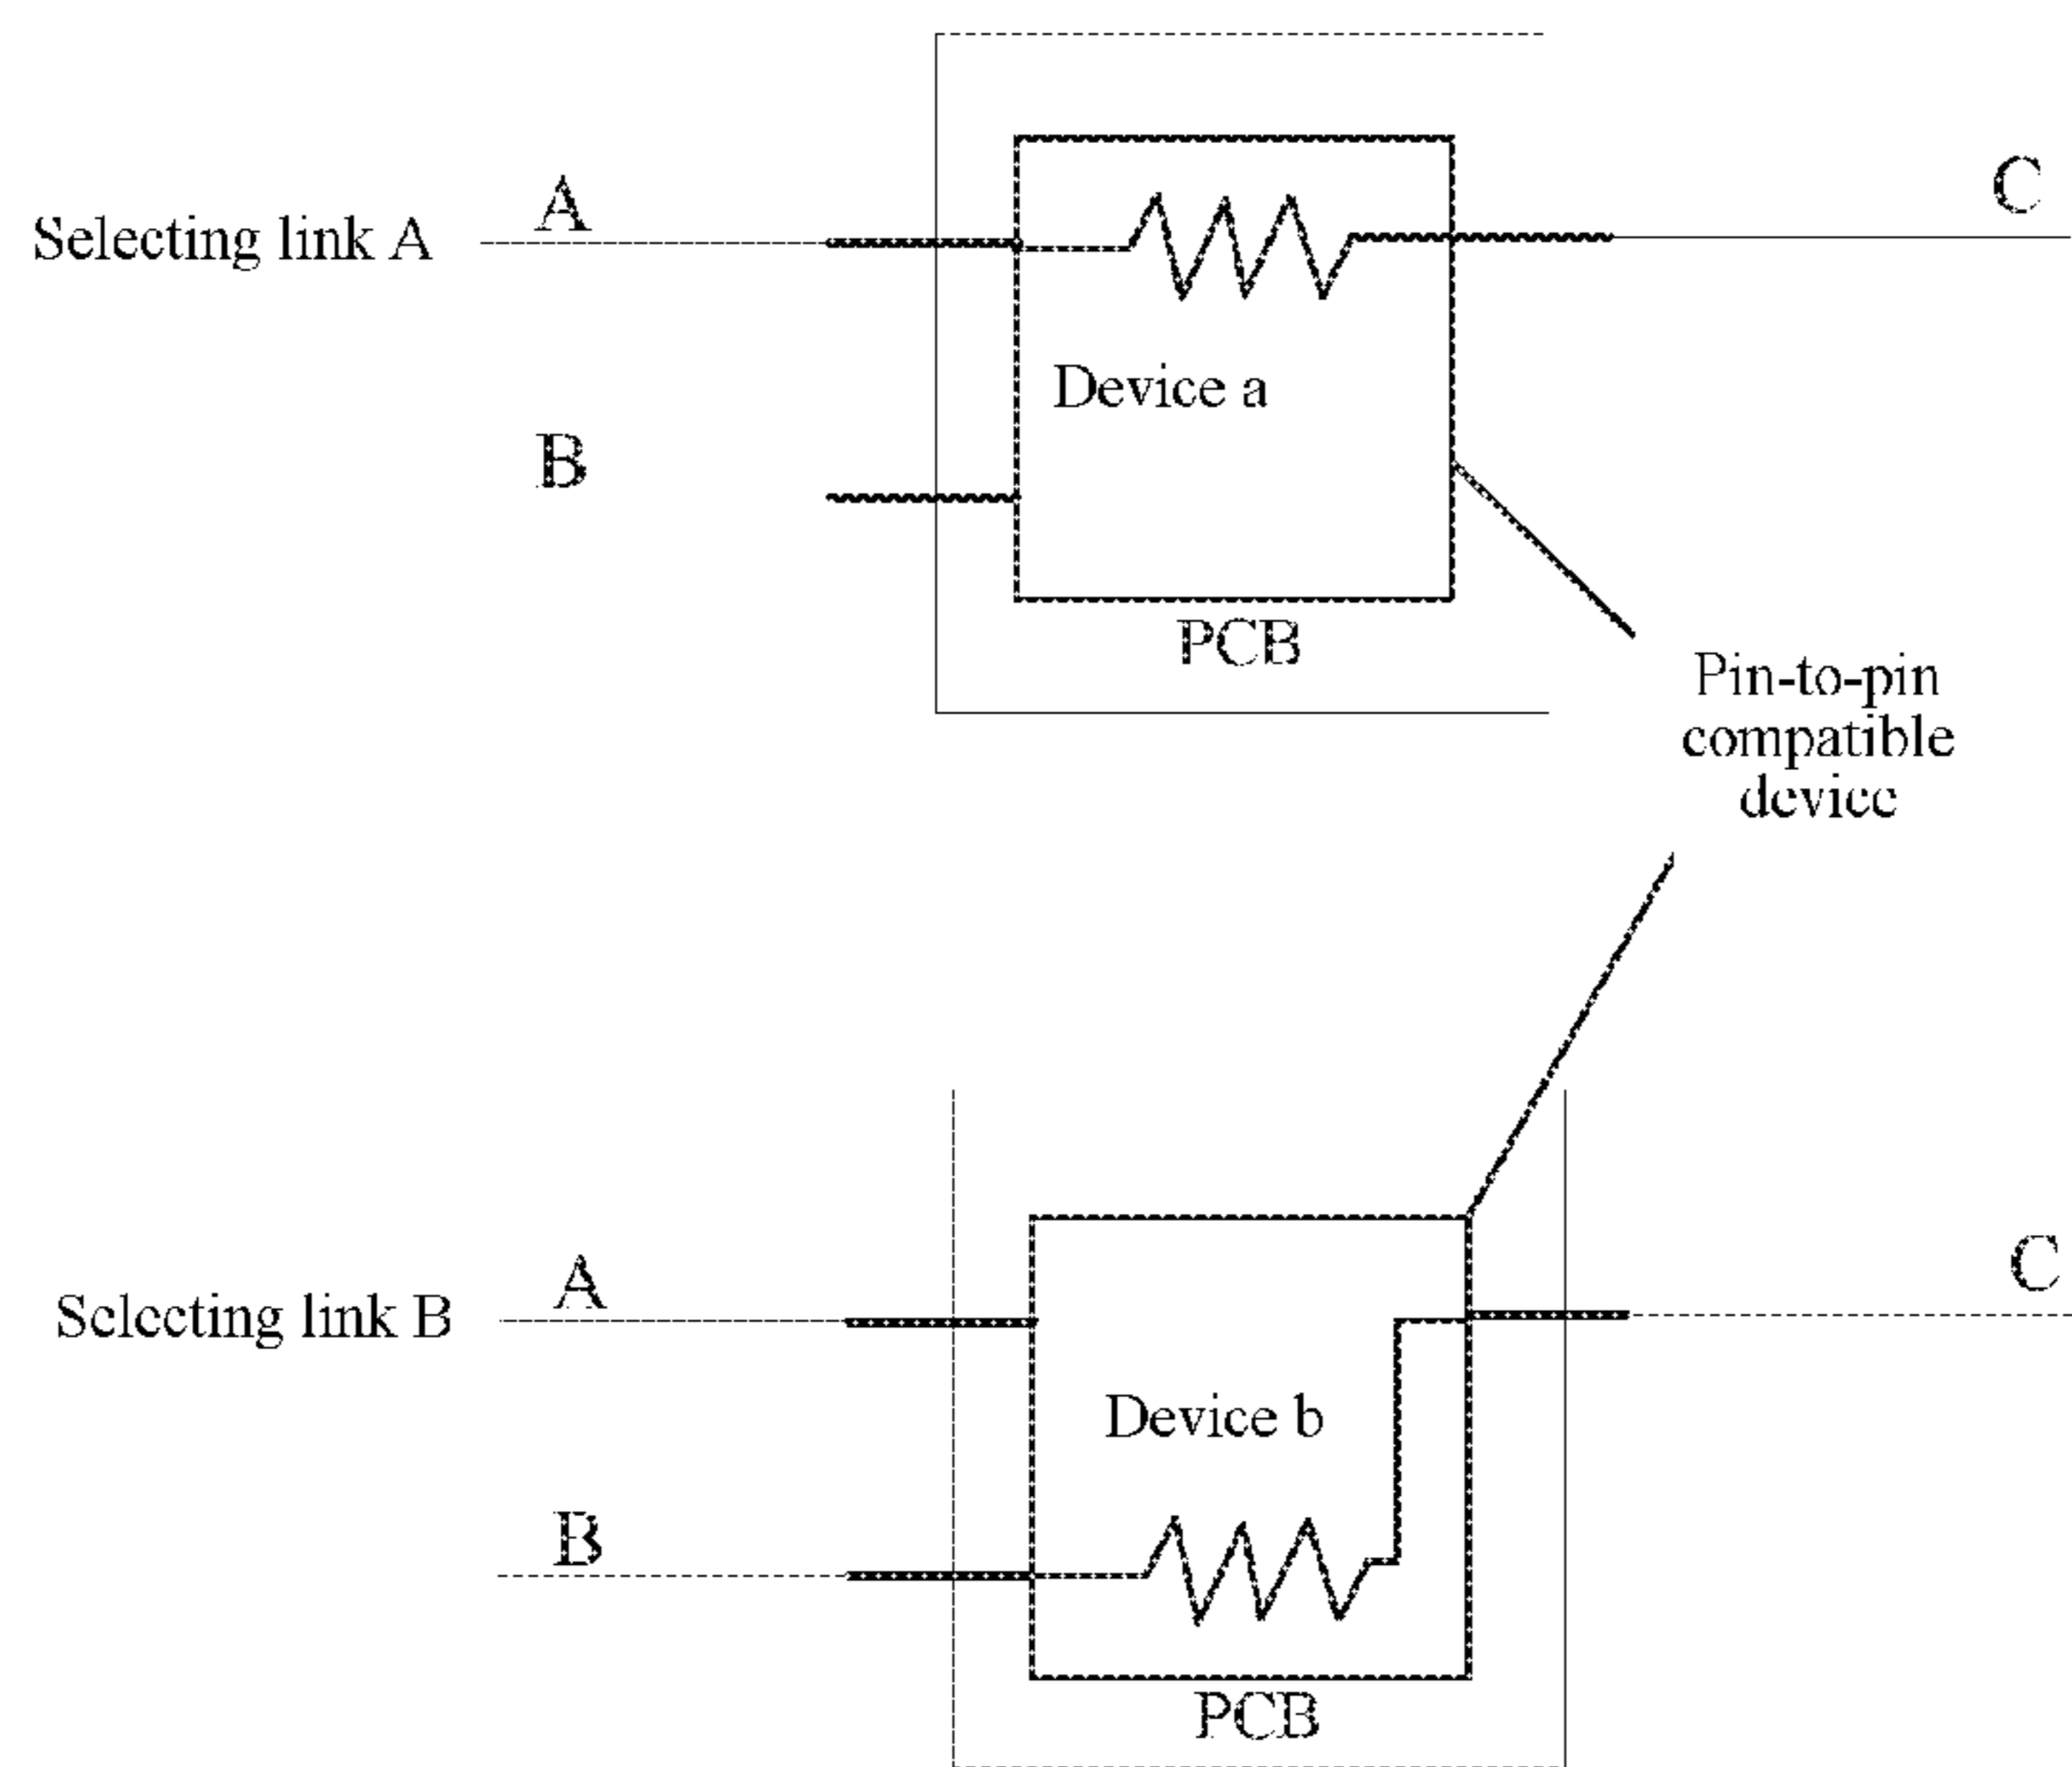 A
C
Selecting link A
Device a
B
PCB
Pin-to-pin
compatible
device
A
C
Selecting link B
Device b
B
PCB